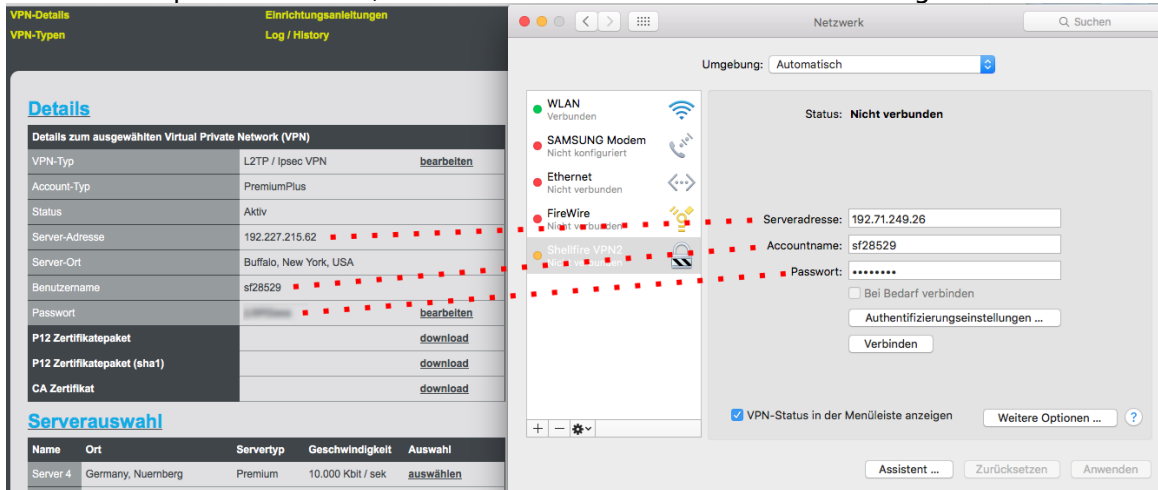 VPN-Details Einrichtungsanleitungen
VPN-Typen Log / History
Details
Details zum ausgewählten Virtual Private Network (VPN)
VPN-Typ L2TP / Ipsec VPN bearbeiten
Account-Typ PremiumPlus
Status Aktiv
Server-Adresse 192.227.215.62
Server-Ort Buffalo, New York, USA
Benutzername sf28529
Passwort bearbeiten
P12 Zertifikatepaket download
P12 Zertifikatepaket (sha1) download
CA Zertifikat download
Serverauswahl
Name Ort Servertyp Geschwindigkeit Auswahl
Server 4 Germany, Nuernberg Premium 10.000 Kbit / sek auswählen
Netzwerk
Suchen
Umgebung: Automatisch
WLAN
Verbunden
SAMSUNG Modem
Nicht konfiguriert
Ethernet
Nicht verbunden
FireWire
Nicht verbunden
Shellfire VPN2
Nicht verbunden
Status: Nicht verbunden
Serveradresse: 192.71.249.26
Accountname: sf28529
Passwort: ••••••••
Bei Bedarf verbinden
Authentifizierungseinstellungen ...
Verbinden
VPN-Status in der Menüleiste anzeigen
Weitere Optionen ... ?
Assistent ... Zurücksetzen Anwenden